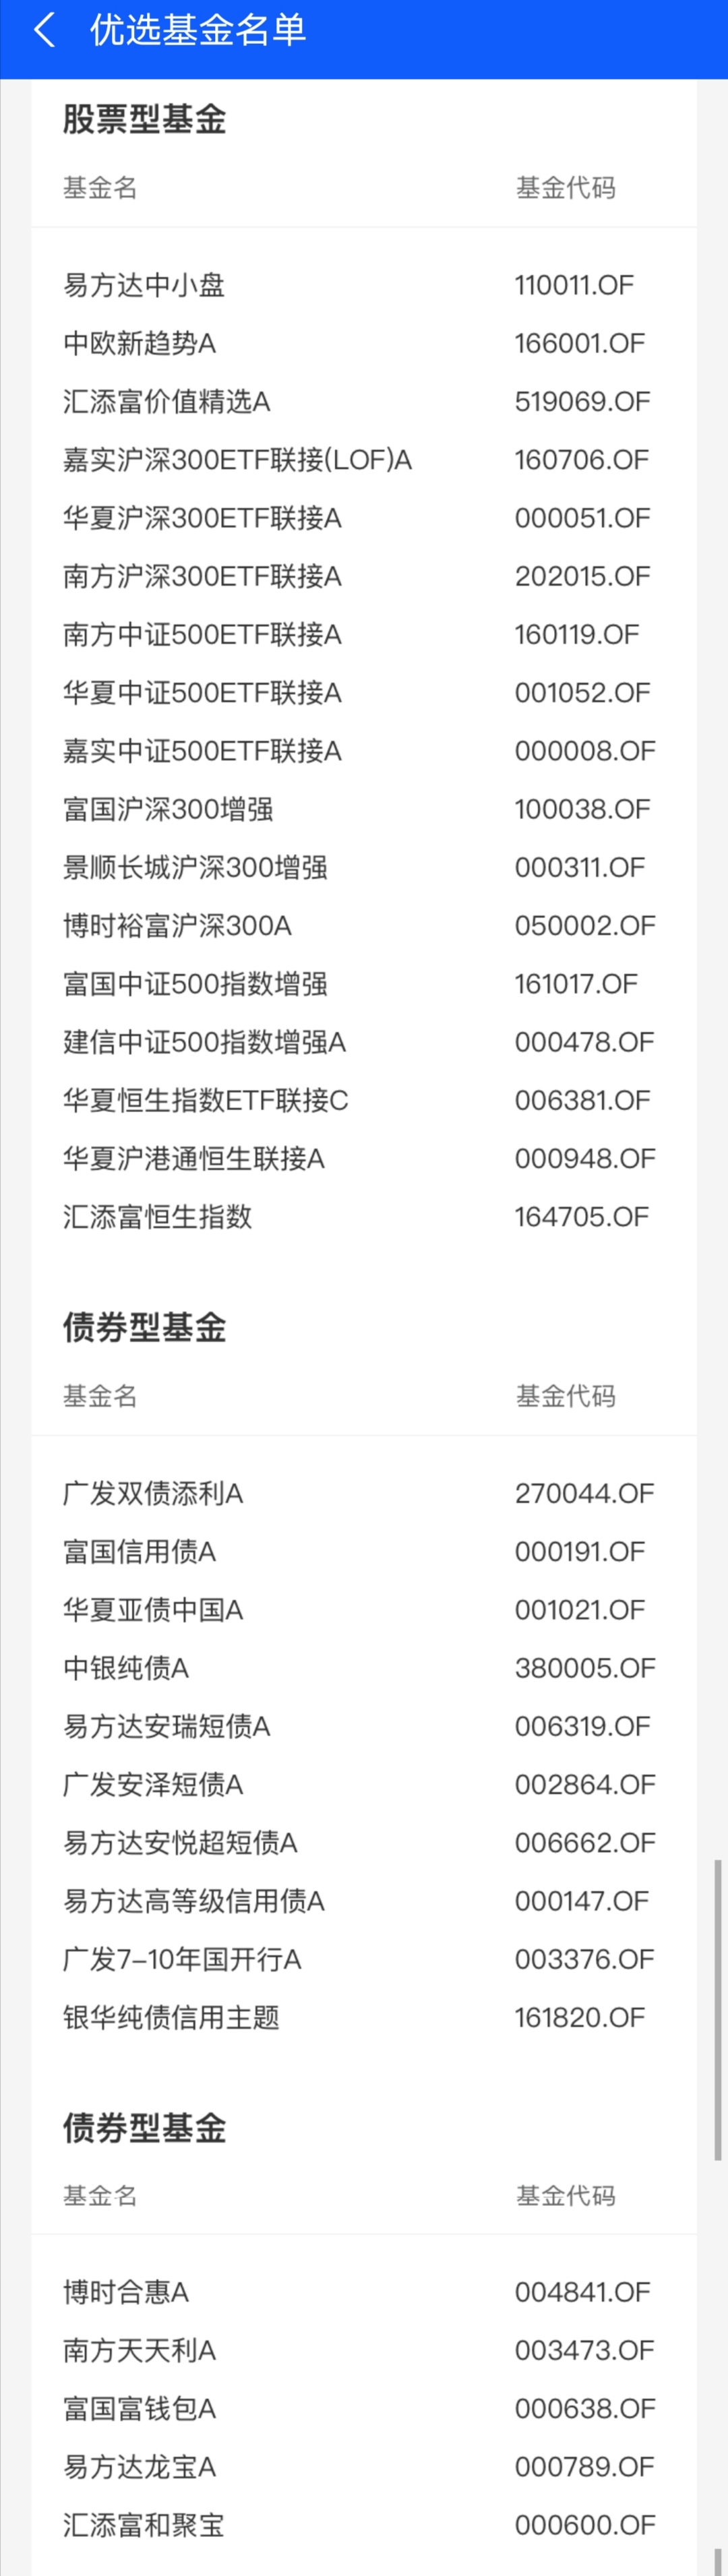 优选基金名单
股票型基金
基金名 基金代码
易方达中小盘 110011.OF
中欧新趋势A 166001.OF
汇添富价值精选A 519069.OF
嘉实沪深300ETF联接(LOF)A 160706.OF
华夏沪深300ETF联接A 000051.OF
南方沪深300ETF联接A 202015.OF
南方中证500ETF联接A 160119.OF
华夏中证500ETF联接A 001052.OF
嘉实中证500ETF联接A 000008.OF
富国沪深300增强 100038.OF
景顺长城沪深300增强 000311.OF
博时裕富沪深300A 050002.OF
富国中证500指数增强 161017.OF
建信中证500指数增强A 000478.OF
华夏恒生指数ETF联接C 006381.OF
华夏沪港通恒生联接A 000948.OF
汇添富恒生指数 164705.OF
债券型基金
基金名 基金代码
广发双债添利A 270044.OF
富国信用债A 000191.OF
华夏亚债中国A 001021.OF
中银纯债A 380005.OF
易方达安瑞短债A 006319.OF
广发安泽短债A 002864.OF
易方达安悦超短债A 006662.OF
易方达高等级信用债A 000147.OF
广发7–10年国开行A 003376.OF
银华纯债信用主题 161820.OF
债券型基金
基金名 基金代码
博时合惠A 004841.OF
南方天天利A 003473.OF
富国富钱包A 000638.OF
易方达龙宝A 000789.OF
汇添富和聚宝 000600.OF